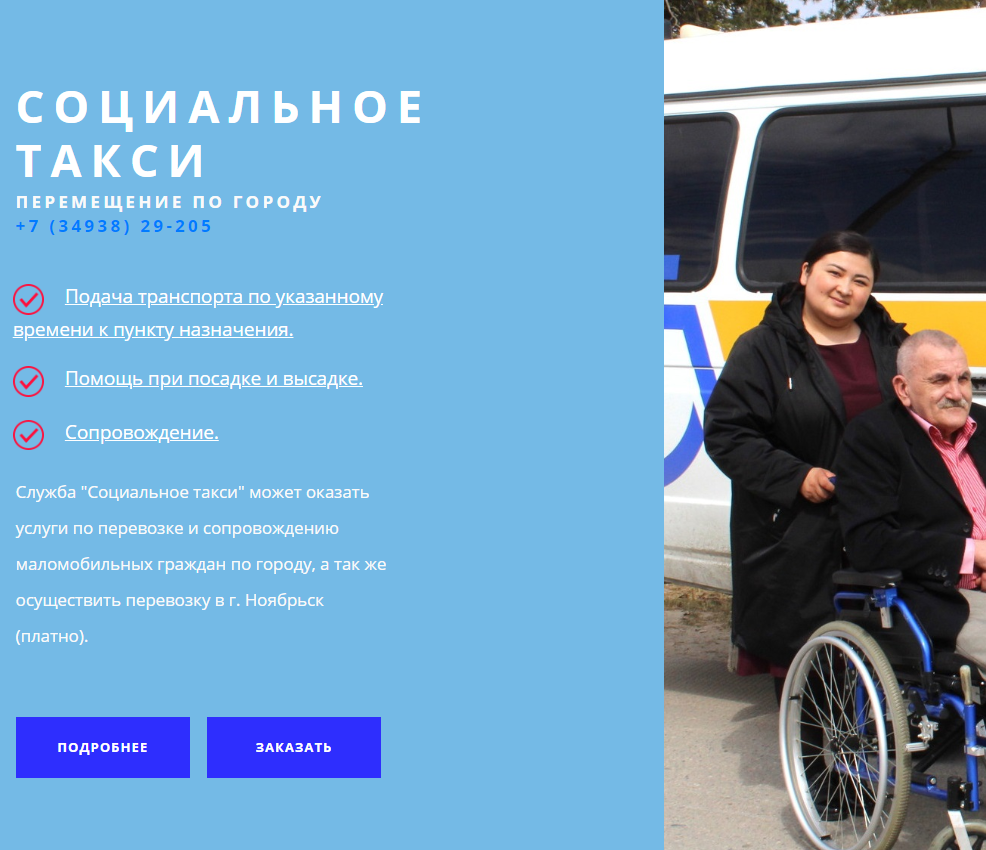 СОЦИАЛЬНОЕ
ТАКСИ
ПЕРЕМЕЩЕНИЕ ПО ГОРОДУ
+7 (34938) 29-205
Подача транспорта по указанному
времени к пункту назначения.
Помощь при посадке и высадке.
Сопровождение.
Служба "Социальное такси" может оказать
услуги по перевозке и сопровождению
маломобильных граждан по городу, а так же
осуществить перевозку в г. Ноябрьск
(платно).
ПОДРОБНЕЕ ЗАКАЗАТЬ